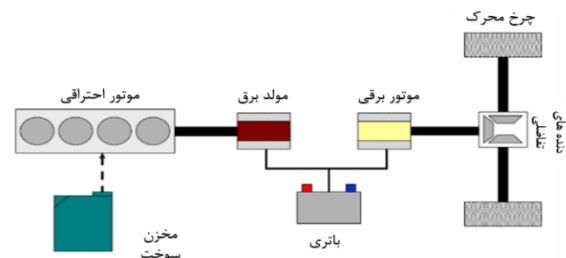 چرخ محرک
موتور احتراقی
مولد برق
موتور برقی
دنده های
تفاضلی
باتری
مخزن
سوخت